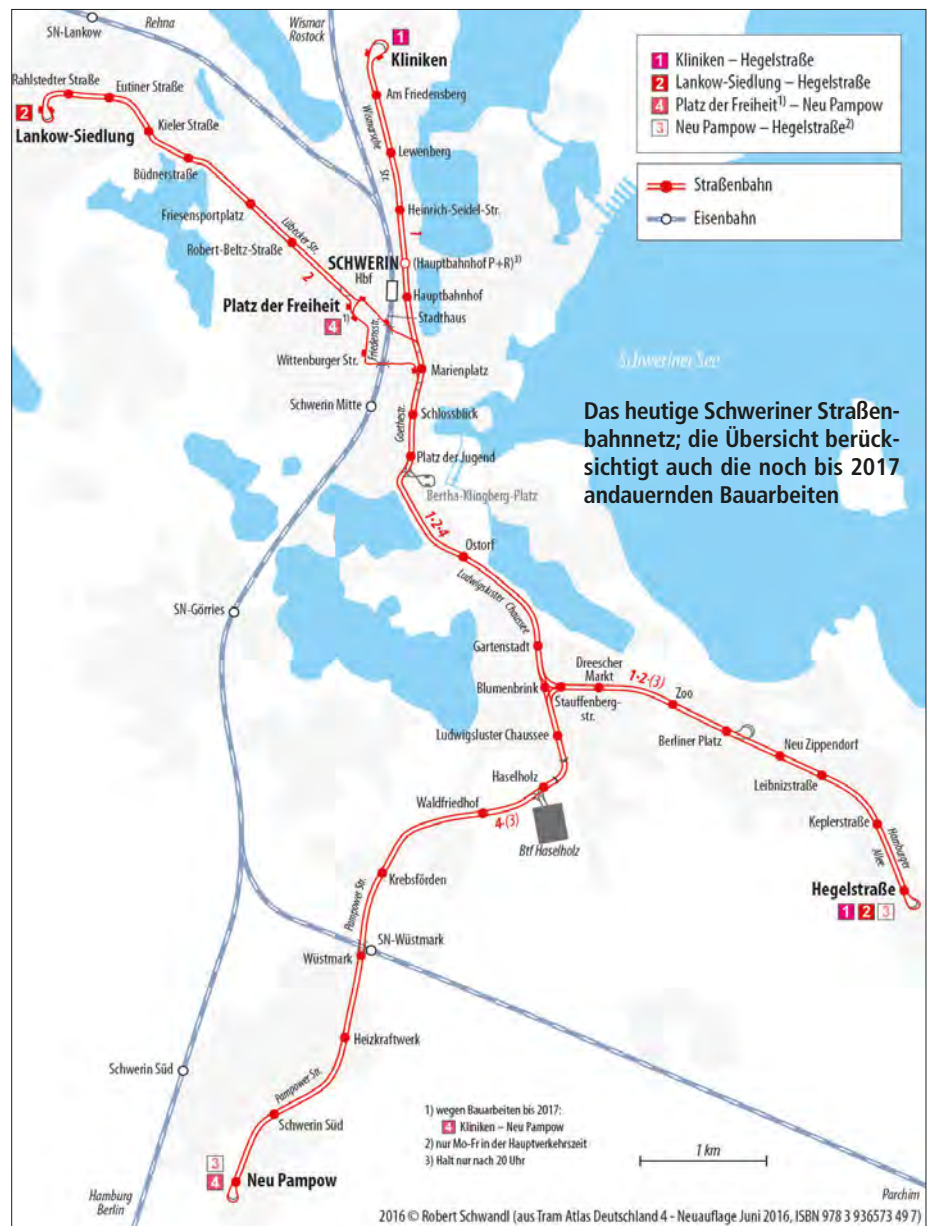 SN-Lankow
Rehna
Wismar
Rostock
1
Kliniken
1 Kliniken – Hegelstraße
2 Lankow-Siedlung – Hegelstraße
4 Platz der Freiheit1) – Neu Pampow
3 Neu Pampow – Hegelstraße2)
Straßenbahn
Eisenbahn
Rahlstedter Straße
Eutiner Straße
2
Lankow-Siedlung
Kieler Straße
Büdnerstraße
Friesensportplatz
Robert-Beltz-Straße
Lübecker Str.
2
Am Friedensberg
Wismarsche Str.
Lewenberg
Heinrich-Seidel-Str.
1
SCHWERIN
Hbf
(Hauptbahnhof P+R)3)
Hauptbahnhof
Platz der Freiheit
4 1)
Stadthaus
Friedensstr.
Wittenburger Str.
Marienplatz
Schweriner See
Schwerin Mitte
Goethestr.
Schlossblick
Das heutige Schweriner Straßen-
bahnnetz; die Übersicht berück-
sichtigt auch die noch bis 2017
andauernden Bauarbeiten
Platz der Jugend
Bertha-Klingberg-Platz
1·2·4
Ostorf
Ludwigslister Chaussee
SN-Görries
Gartenstadt
Dreescher
Markt
1·2·(3)
Blumenbrink
Stauffenberg-
str.
Zoo
Ludwigsluster Chaussee
Berliner Platz
Neu Zippendorf
Leibnizstraße
Haselholz
Waldfriedhof
4·(3)
Btf Haselholz
Keplerstraße
Hamburger
Allee
Krebsförden
Pampower Str.
Hegelstraße
1 2 3
SN-Wüstmark
Wüstmark
Heizkraftwerk
Schwerin Süd
Pampower Str.
Schwerin Süd
3
4
Neu Pampow
1) wegen Bauarbeiten bis 2017:
4 Kliniken – Neu Pampow
2) nur Mo-Fr in der Hauptverkehrszeit
3) Halt nur nach 20 Uhr
1 km
Hamburg
Berlin
Parchim
2016 © Robert Schwandl (aus Tram Atlas Deutschland 4 - Neuauflage Juni 2016, ISBN 978 3 936573 49 7)